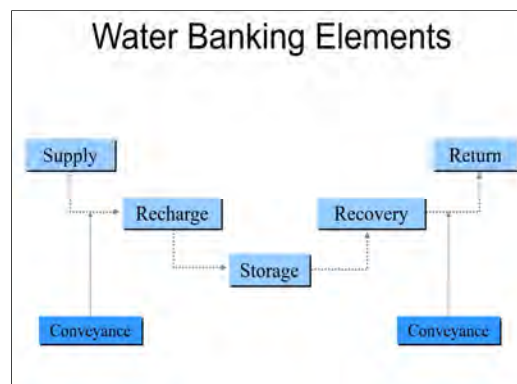 Water Banking Elements
Supply
Return
Recharge
Recovery
Storage
Conveyance
Conveyance